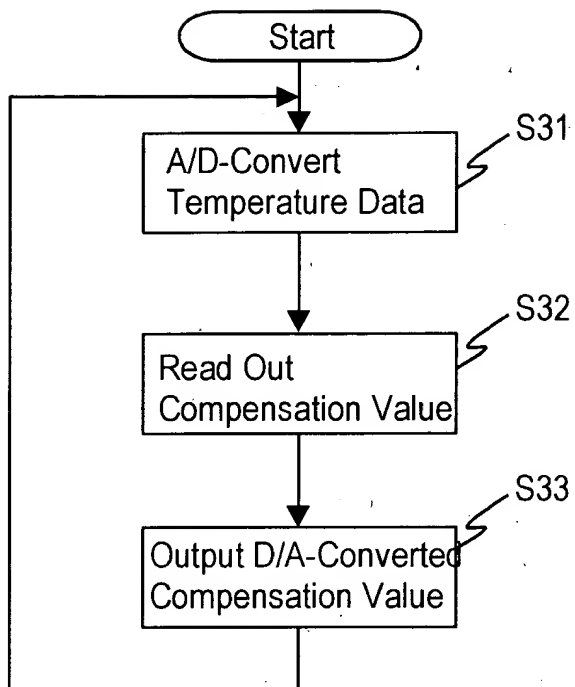 Start
S31
A/D-Convert
Temperature Data
S32
Read Out
Compensation Value
S33
Output D/A-Converted
Compensation Value